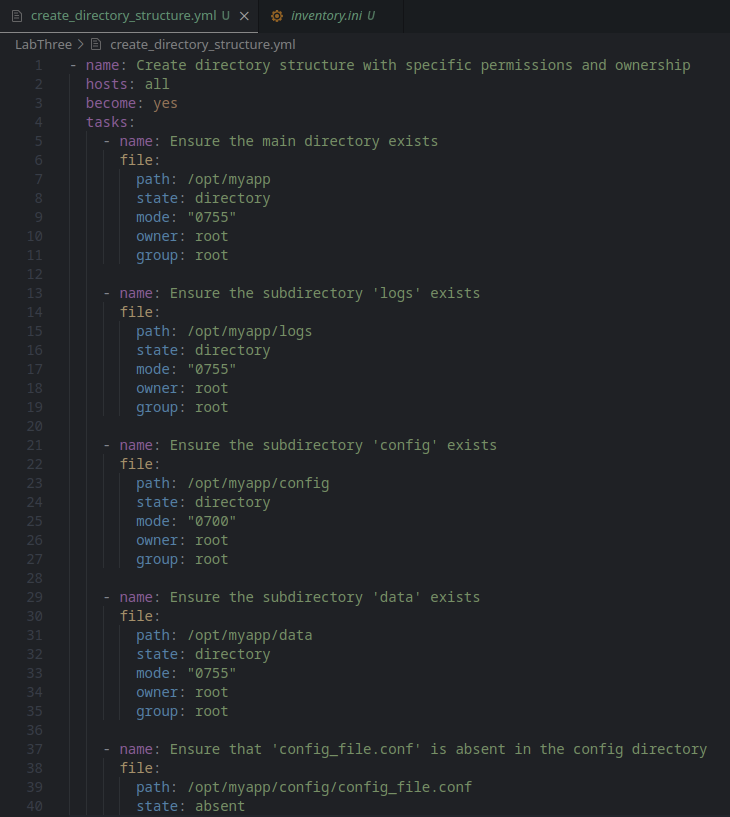 create_directory_structure.yml U × inventory.ini U
LabThree > create_directory_structure.yml
1 - name: Create directory structure with specific permissions and ownership
2 hosts: all
3 become: yes
4 tasks:
5 - name: Ensure the main directory exists
6 file:
7 path: /opt/myapp
8 state: directory
9 mode: "0755"
10 owner: root
11 group: root
12
13 - name: Ensure the subdirectory 'logs' exists
14 file:
15 path: /opt/myapp/logs
16 state: directory
17 mode: "0755"
18 owner: root
19 group: root
20
21 - name: Ensure the subdirectory 'config' exists
22 file:
23 path: /opt/myapp/config
24 state: directory
25 mode: "0700"
26 owner: root
27 group: root
28
29 - name: Ensure the subdirectory 'data' exists
30 file:
31 path: /opt/myapp/data
32 state: directory
33 mode: "0755"
34 owner: root
35 group: root
36
37 - name: Ensure that 'config_file.conf' is absent in the config directory
38 file:
39 path: /opt/myapp/config/config_file.conf
40 state: absent